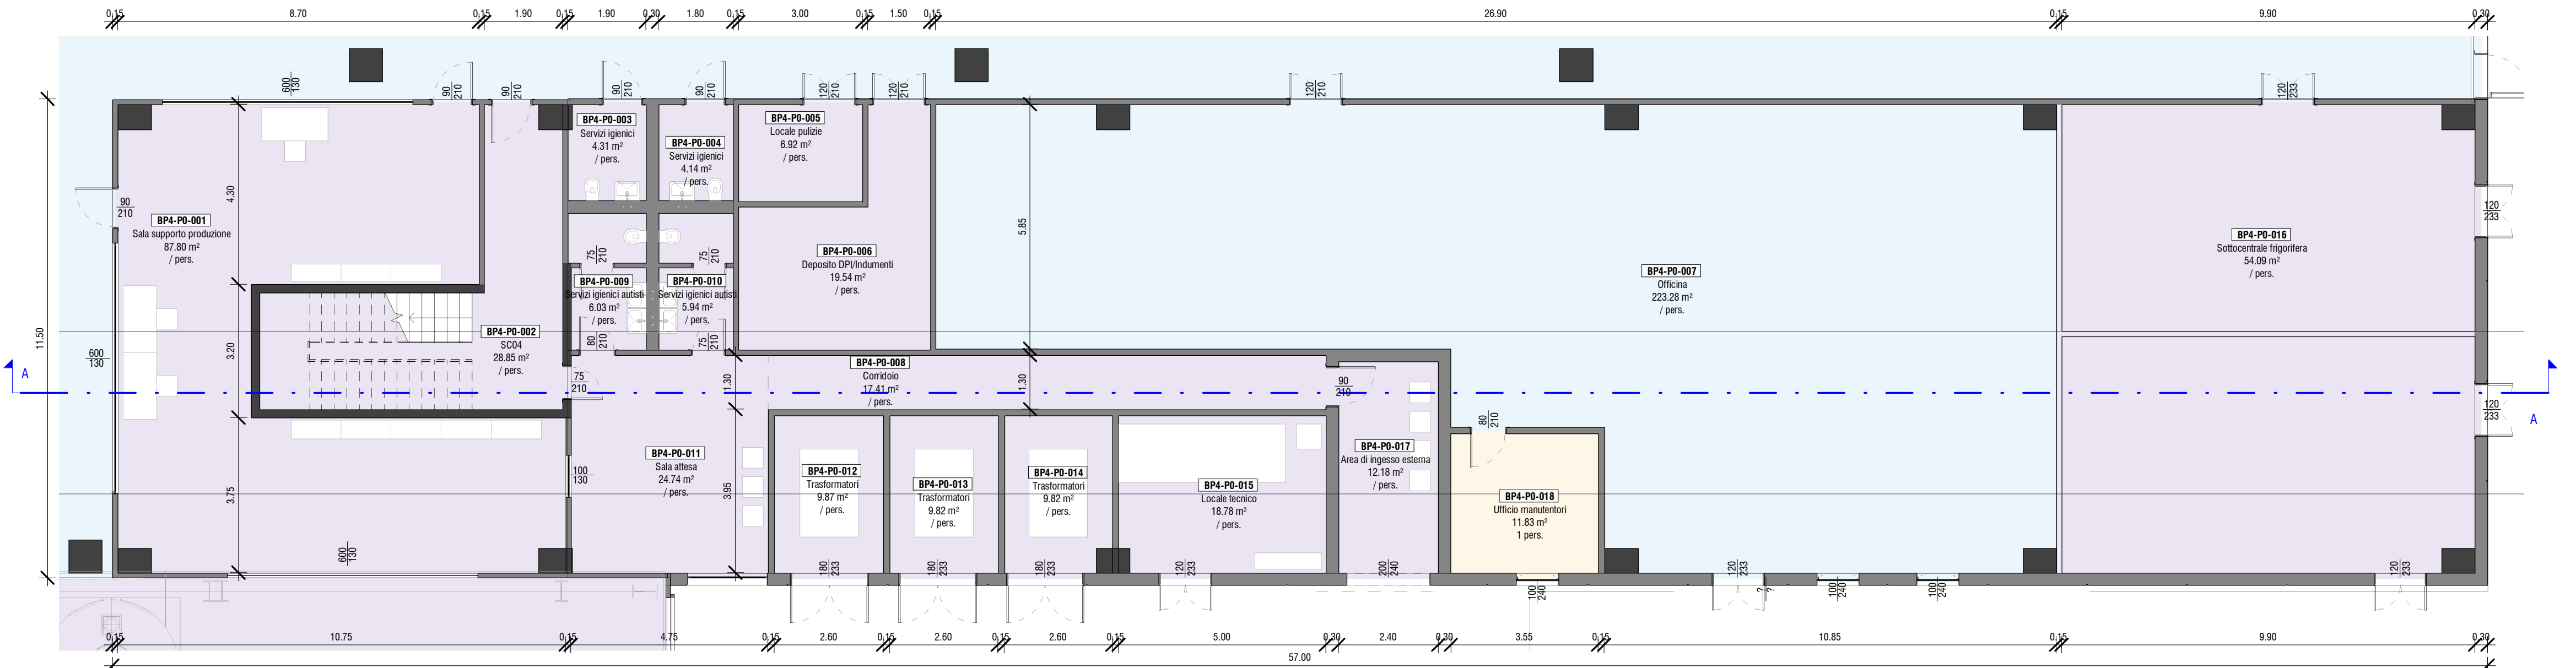 0.15 8.70 0.15 1.90 0.15 1.90 0.30 1.80 0.15 3.00 0.15 1.50 0.15 26.90 0.15 9.90 0.30
600
130
90
210
90
210
90
210
90
210
120
210
120
210
120
210
120
233
BP4-P0-001
Sala supporto produzione
87.80 m²
/ pers.
90
210
600
130
11.50
4.30
3.20
3.75
600
130
BP4-P0-002
SC04
28.85 m²
/ pers.
75
210
100
130
BP4-P0-003
Servizi igienici
4.31 m²
/ pers.
BP4-P0-004
Servizi igienici
4.14 m²
/ pers.
BP4-P0-005
Locale pulizie
6.92 m²
/ pers.
BP4-P0-006
Deposito DPI/Indumenti
19.54 m²
/ pers.
75
210
75
210
BP4-P0-009
Servizi igienici autisti
6.03 m²
/ pers.
80
210
BP4-P0-010
Servizi igienici autisti
5.94 m²
/ pers.
75
210
5.85
BP4-P0-007
Officina
223.28 m²
/ pers.
BP4-P0-016
Sottocentrale frigorifera
54.09 m²
/ pers.
120
233
120
233
A
A
BP4-P0-008
Corridoio
17.41 m²
/ pers.
1.30
1.30
90
210
BP4-P0-011
Sala attesa
24.74 m²
/ pers.
3.95
BP4-P0-012
Trasformatori
9.87 m²
/ pers.
BP4-P0-013
Trasformatori
9.82 m²
/ pers.
BP4-P0-014
Trasformatori
9.82 m²
/ pers.
BP4-P0-015
Locale tecnico
18.78 m²
/ pers.
BP4-P0-017
Area di ingesso esterna
12.18 m²
/ pers.
80
210
BP4-P0-018
Ufficio manutentori
11.83 m²
1 pers.
180
233
180
233
180
233
120
233
200
240
100
240
120
233
?
?
100
240
100
240
120
233
0.15 10.75 0.15 4.75 0.15 2.60 0.15 2.60 0.15 2.60 0.15 5.00 0.30 2.40 0.30 3.55 0.15 10.85 0.15 9.90 0.30
57.00